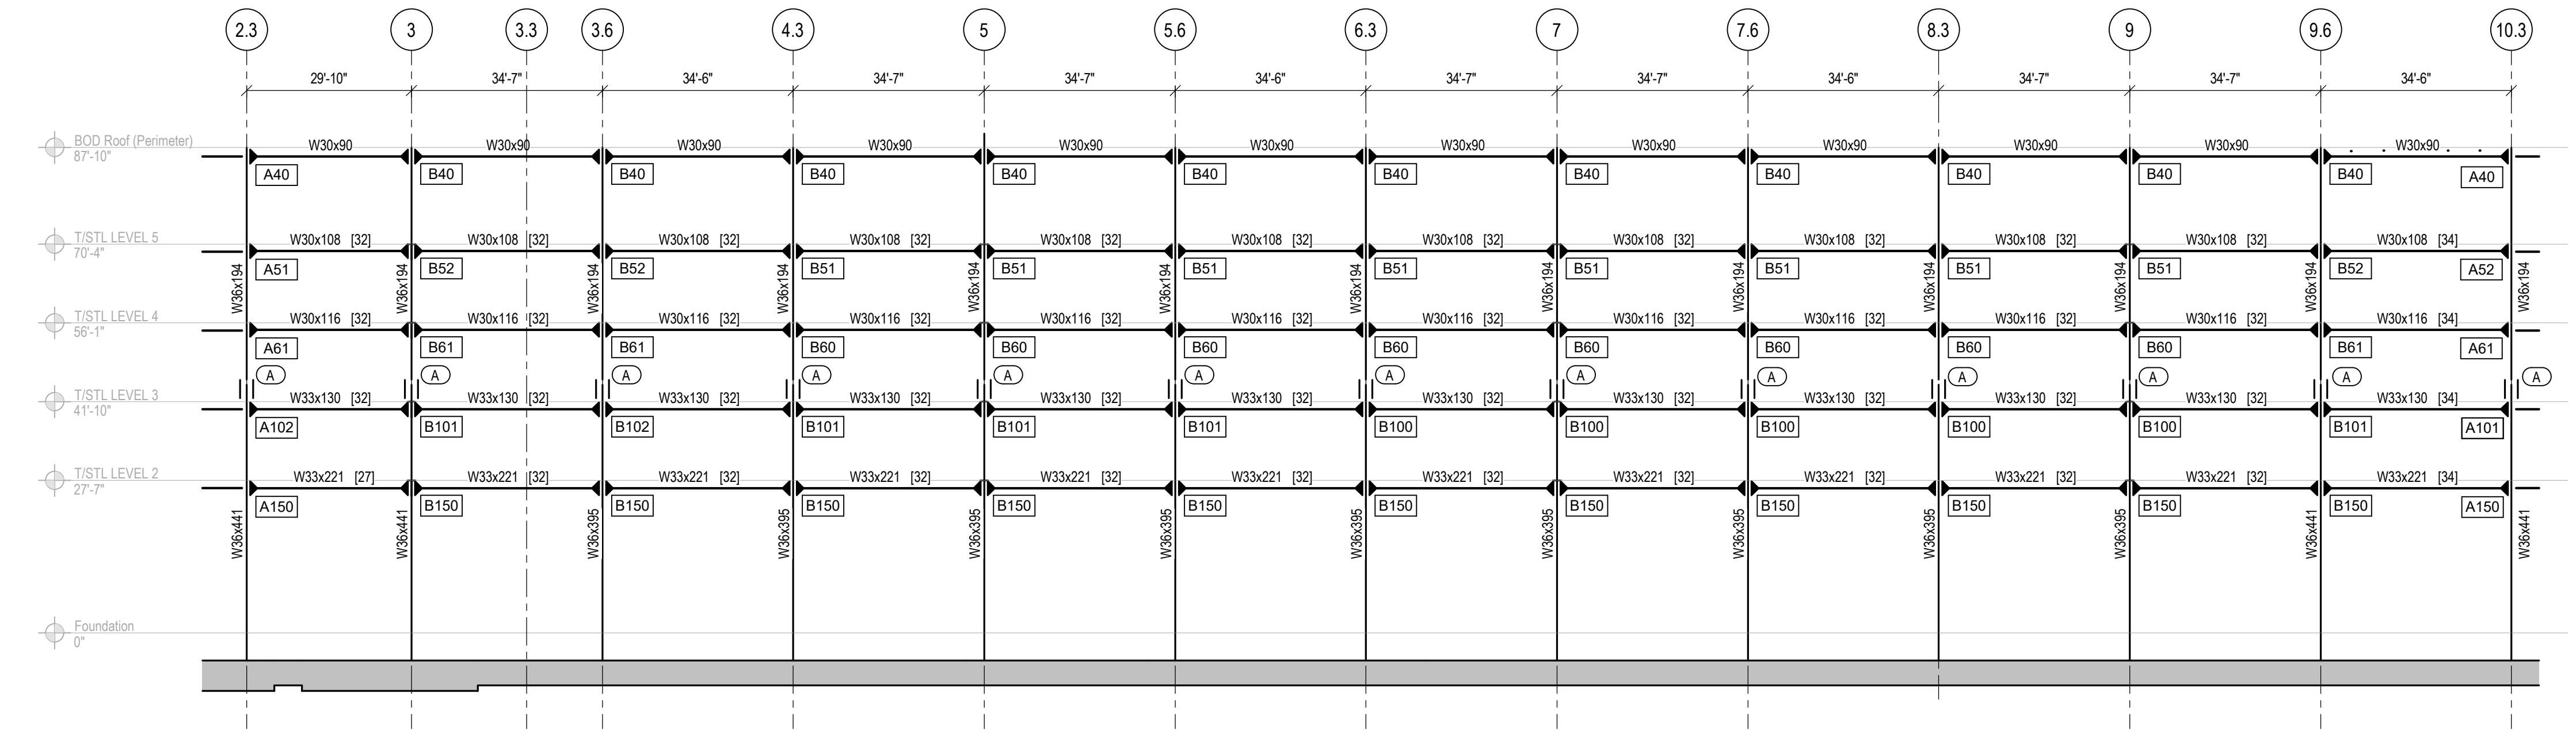 2.3 3 3.3 3.6 4.3 5 5.6 6.3 7 7.6 8.3 9 9.6 10.3
29'-10" 34'-7" 34'-6" 34'-7" 34'-7" 34'-6" 34'-7" 34'-7" 34'-6" 34'-7" 34'-7" 34'-6"
BOD Roof (Perimeter)
87'-10"
W30x90 W30x90 W30x90 W30x90 W30x90 W30x90 W30x90 W30x90 W30x90 W30x90 W30x90 W30x90
A40 B40 B40 B40 B40 B40 B40 B40 B40 B40 B40 B40 A40
T/STL LEVEL 5
70'-4"
W30x108 [32] W30x108 [32] W30x108 [32] W30x108 [32] W30x108 [32] W30x108 [32] W30x108 [32] W30x108 [32] W30x108 [32] W30x108 [32] W30x108 [32] W30x108 [34]
A51 B52 B52 B51 B51 B51 B51 B51 B51 B51 B51 B52 A52
W36x194 W36x194 W36x194 W36x194 W36x194 W36x194 W36x194 W36x194 W36x194 W36x194 W36x194 W36x194 W36x194
T/STL LEVEL 4
56'-1"
W30x116 [32] W30x116 [32] W30x116 [32] W30x116 [32] W30x116 [32] W30x116 [32] W30x116 [32] W30x116 [32] W30x116 [32] W30x116 [32] W30x116 [32] W30x116 [34]
A61 B61 B61 B60 B60 B60 B60 B60 B60 B60 B60 B61 A61
A A A A A A A A A A A A A
T/STL LEVEL 3
41'-10"
W33x130 [32] W33x130 [32] W33x130 [32] W33x130 [32] W33x130 [32] W33x130 [32] W33x130 [32] W33x130 [32] W33x130 [32] W33x130 [32] W33x130 [32] W33x130 [34]
A102 B101 B102 B101 B101 B101 B100 B100 B100 B100 B100 B101 A101
T/STL LEVEL 2
27'-7"
W33x221 [27] W33x221 [32] W33x221 [32] W33x221 [32] W33x221 [32] W33x221 [32] W33x221 [32] W33x221 [32] W33x221 [32] W33x221 [32] W33x221 [32] W33x221 [34]
A150 B150 B150 B150 B150 B150 B150 B150 B150 B150 B150 B150 A150
W36x441 W36x441 W36x395 W36x395 W36x395 W36x395 W36x395 W36x395 W36x395 W36x395 W36x395 W36x441 W36x441
Foundation
0"